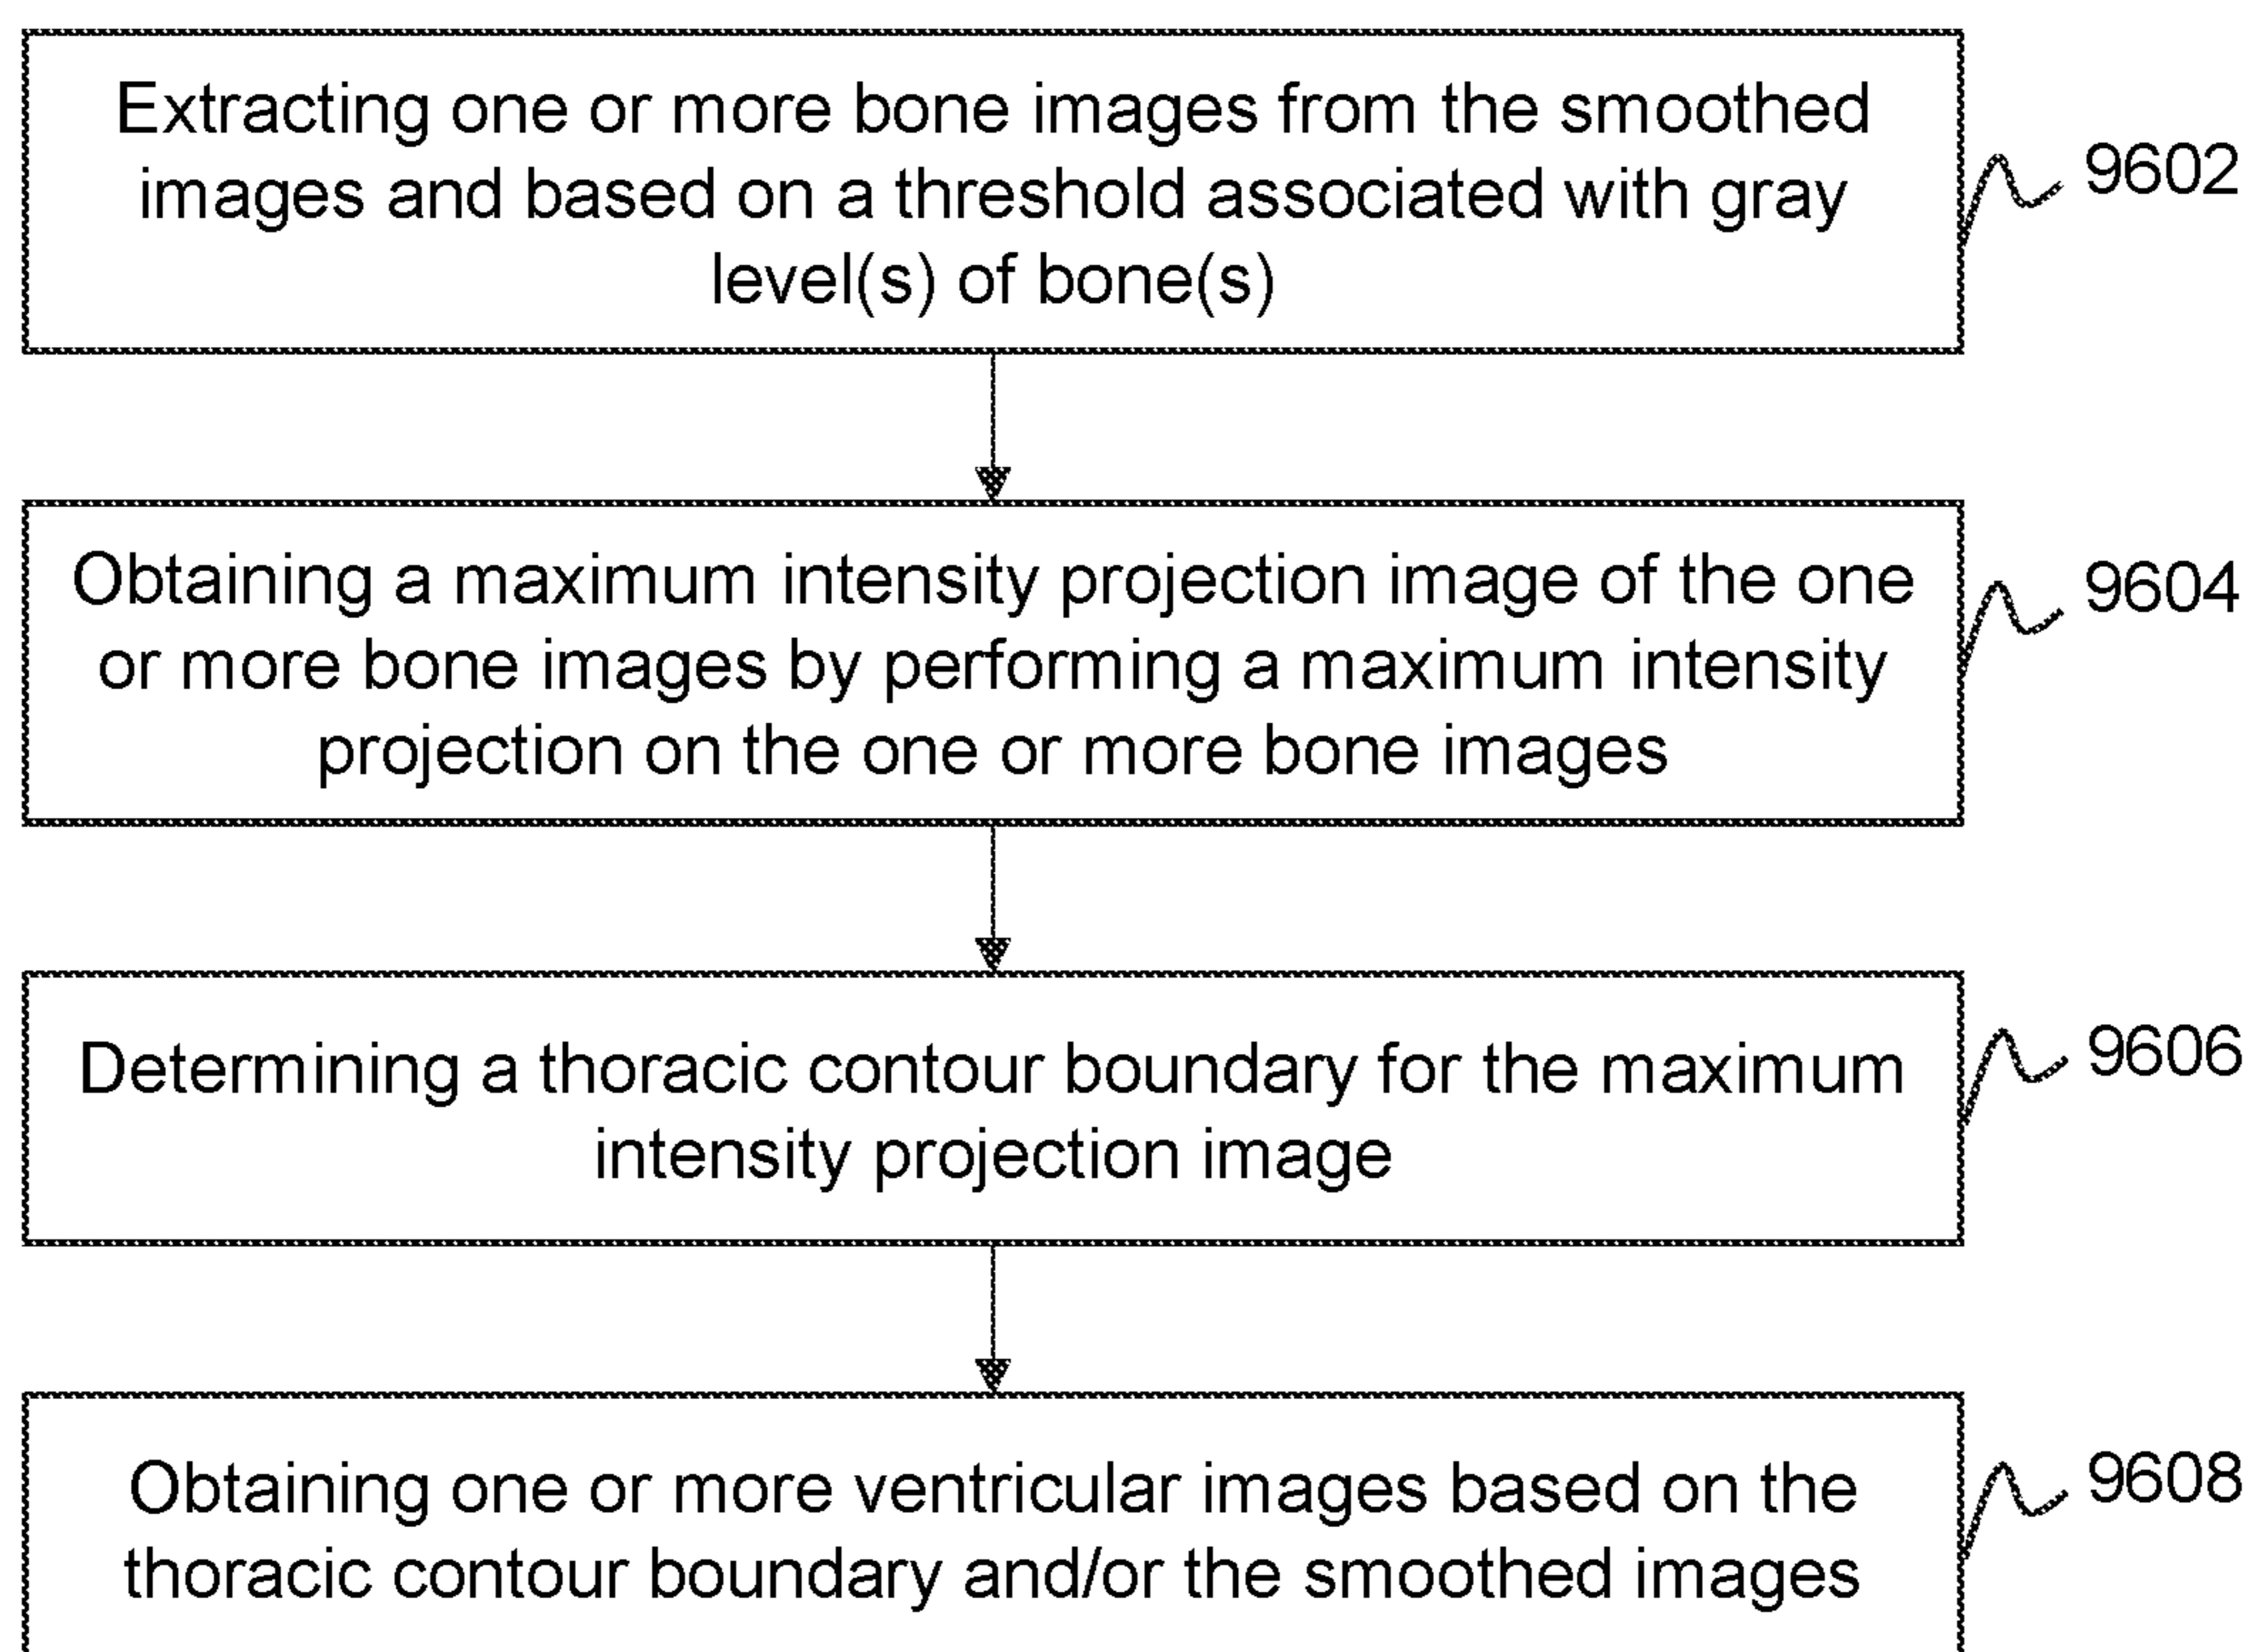 Extracting one or more bone images from the smoothed
images and based on a threshold associated with gray
level(s) of bone(s)
9602
Obtaining a maximum intensity projection image of the one
or more bone images by performing a maximum intensity
projection on the one or more bone images
9604
Determining a thoracic contour boundary for the maximum
intensity projection image
9606
Obtaining one or more ventricular images based on the
thoracic contour boundary and/or the smoothed images
9608